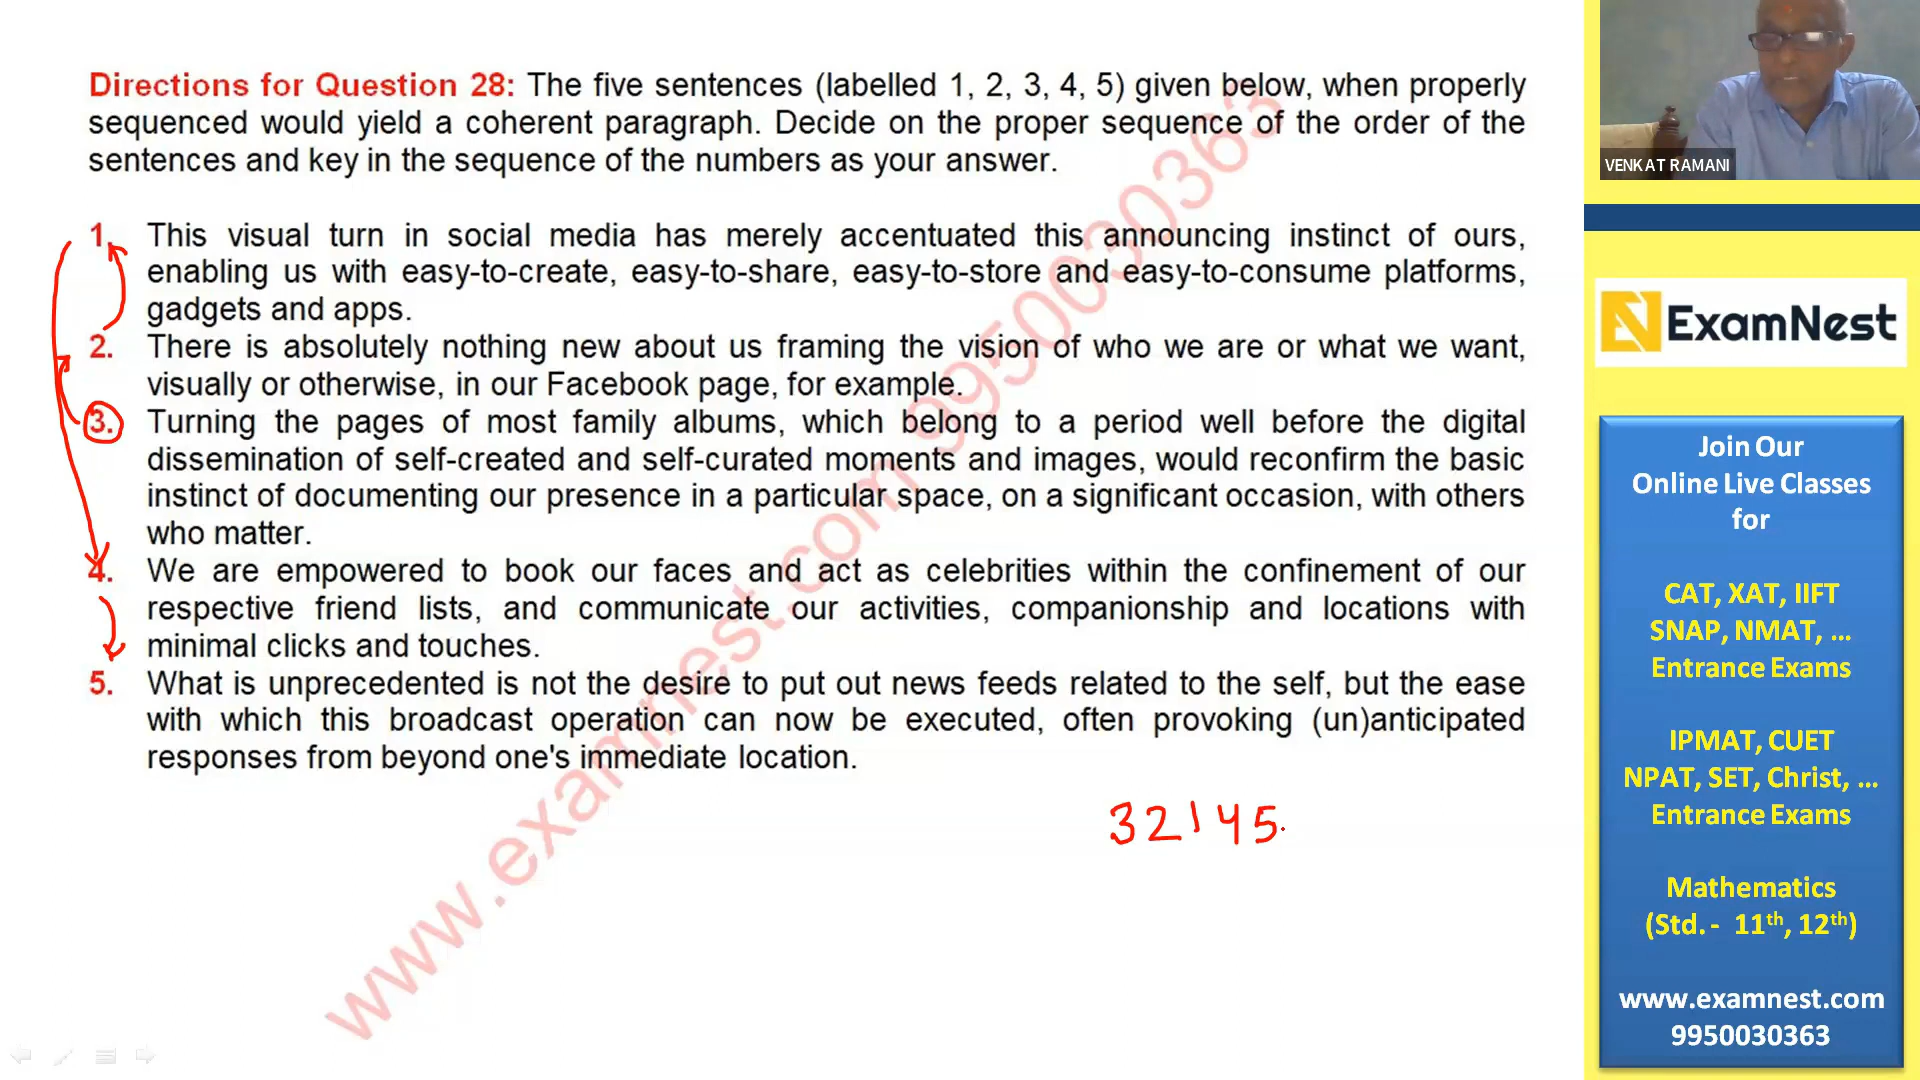 Directions for Question 28: The five sentences (labelled 1, 2, 3, 4, 5) given below, when properly
sequenced would yield a coherent paragraph. Decide on the proper sequence of the order of the
sentences and key in the sequence of the numbers as your answer.
1. This visual turn in social media has merely accentuated this announcing instinct of ours,
enabling us with easy-to-create, easy-to-share, easy-to-store and easy-to-consume platforms,
gadgets and apps.
2. There is absolutely nothing new about us framing the vision of who we are or what we want,
visually or otherwise, in our Facebook page, for example.
3. Turning the pages of most family albums, which belong to a period well before the digital
dissemination of self-created and self-curated moments and images, would reconfirm the basic
instinct of documenting our presence in a particular space, on a significant occasion, with others
who matter.
4. We are empowered to book our faces and act as celebrities within the confinement of our
respective friend lists, and communicate our activities, companionship and locations with
minimal clicks and touches.
5. What is unprecedented is not the desire to put out news feeds related to the self, but the ease
with which this broadcast operation can now be executed, often provoking (un)anticipated
responses from beyond one's immediate location.
32145.
www.examnest.com 9950030363
VENKAT RAMANI
ExamNest
Join Our
Online Live Classes
for
CAT, XAT, IIFT
SNAP, NMAT, ...
Entrance Exams
IPMAT, CUET
NPAT, SET, Christ, ...
Entrance Exams
Mathematics
(Std. - 11th, 12th)
www.examnest.com
9950030363